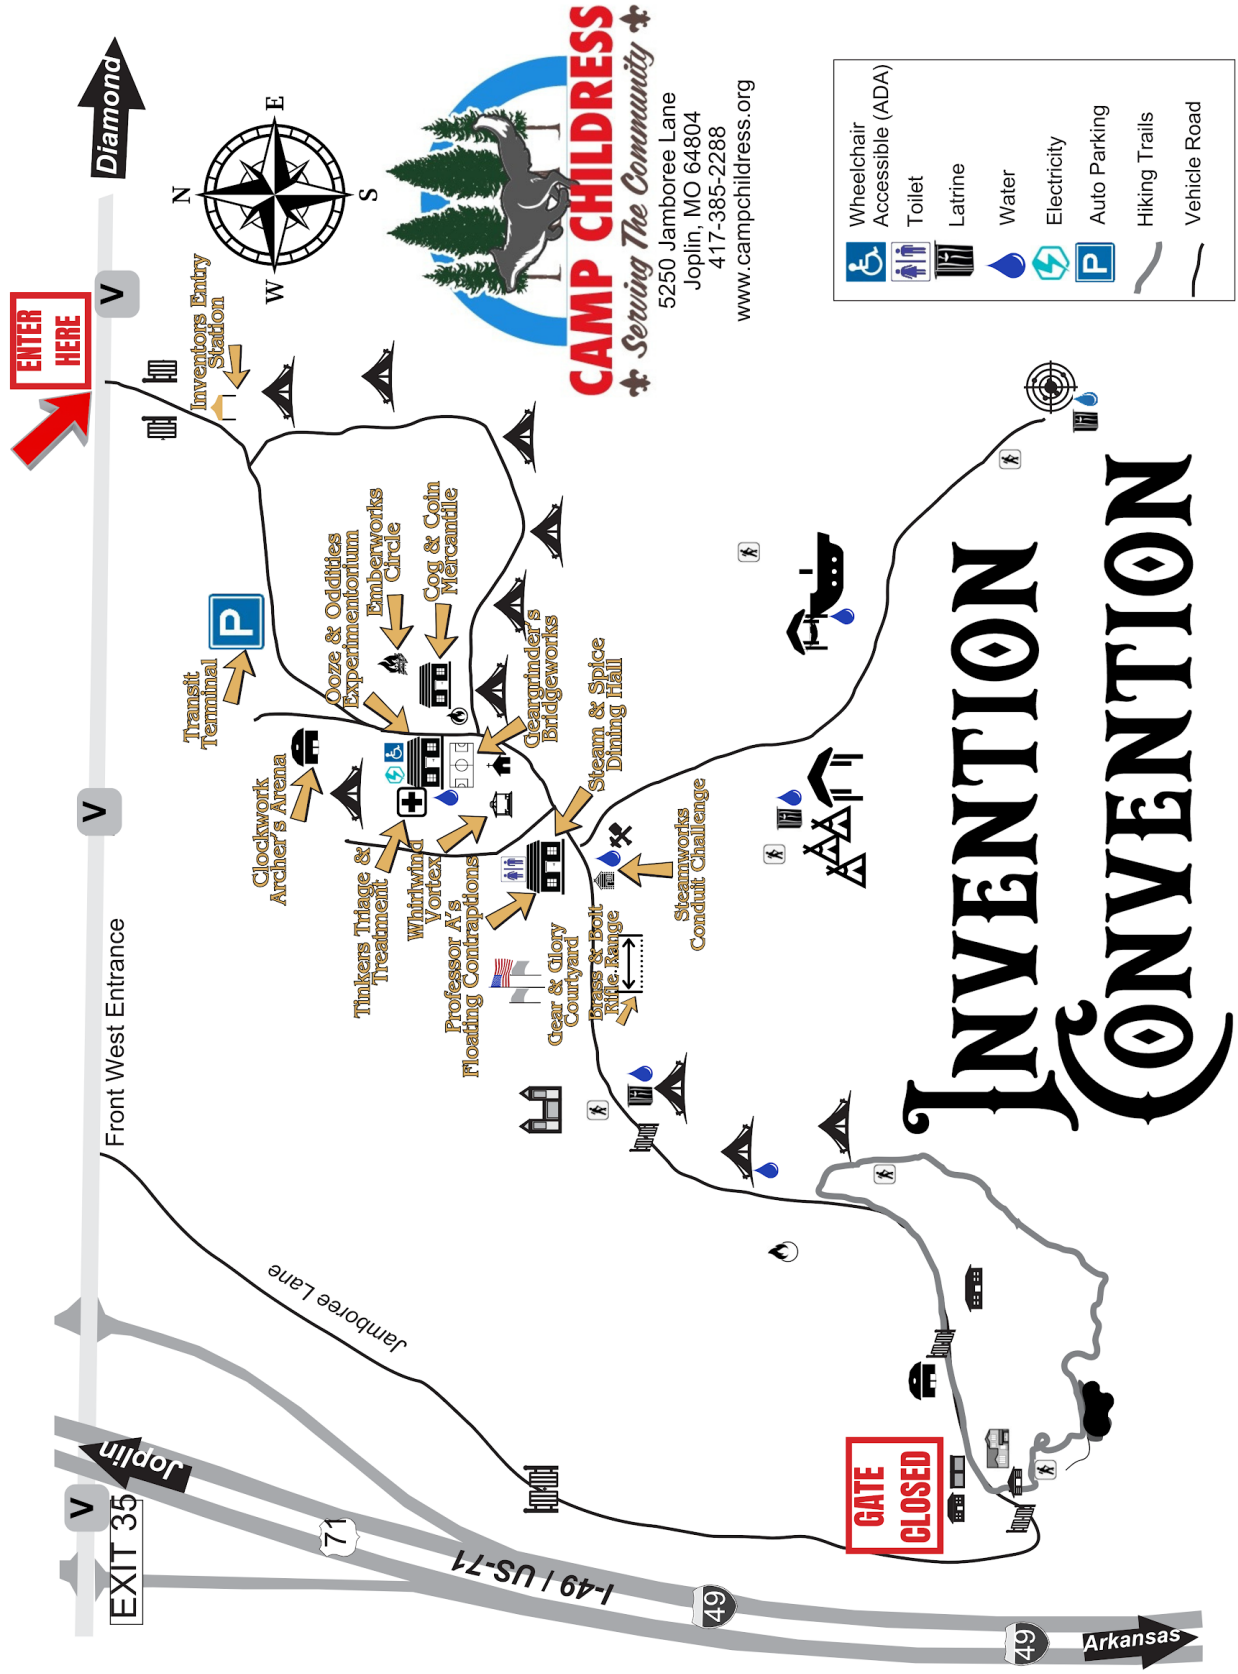 Diamond
V
ENTER
HERE
N
E
S
W
Inventors Entry
Station
CAMP CHILDRESS
Serving The Community
5250 Jamboree Lane
Joplin, MO 64804
417-385-2288
www.campchildress.org
Wheelchair
Accessible (ADA)
Toilet
Latrine
Water
Electricity
P
Auto Parking
Hiking Trails
Vehicle Road
P
Transit
Terminal
Ooze & Oddities
Experimentorium
Emberworks
Circle
Cog & Coin
Mercantile
Geargrinder's
Bridgeworks
Steam & Spice
Dining Hall
V
Clockwork
Archer's Arena
Tinkers Triage &
Treatment
Whirlwind
Vortex
Professor A's
Floating Contraptions
Gear & Glory
Courtyard
Brass & Bolt
Rifle Range
Steamworks
Conduit Challenge
Front West Entrance
Jamboree Lane
Joplin
V
EXIT 35
71
I-49 / US-71
49
49
Arkansas
GATE
CLOSED
INVENTION
CONVENTION